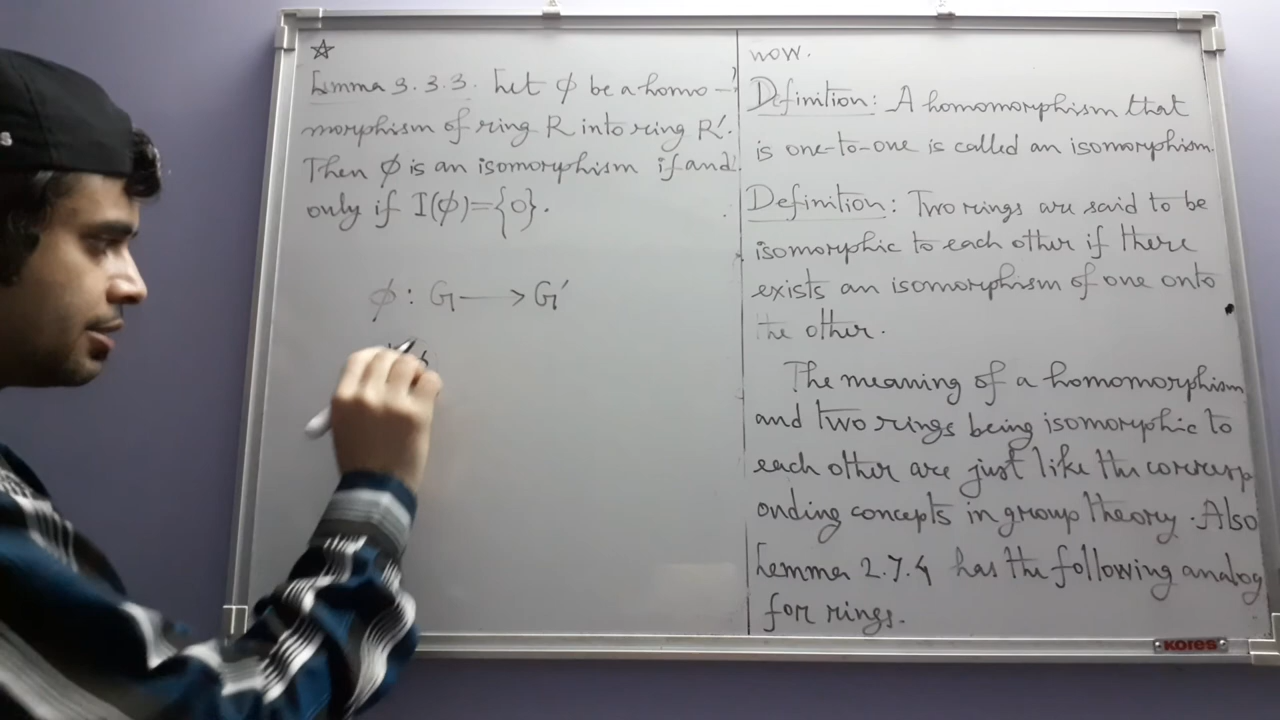 ☆
Lemma 3.3.3. Let ϕ be a homo-
morphism of ring R into ring R'.
Then ϕ is an isomorphism if and
only if I(ϕ)={0}.
ϕ: G → G'
now.
Definition: A homomorphism that
is one-to-one is called an isomorphism.
Definition: Two rings are said to be
isomorphic to each other if there
exists an isomorphism of one onto
the other.
The meaning of a homomorphism
and two rings being isomorphic to
each other are just like the corresp
onding concepts in group theory. Also
Lemma 2.7.4 has the following analog
for rings.
KORES